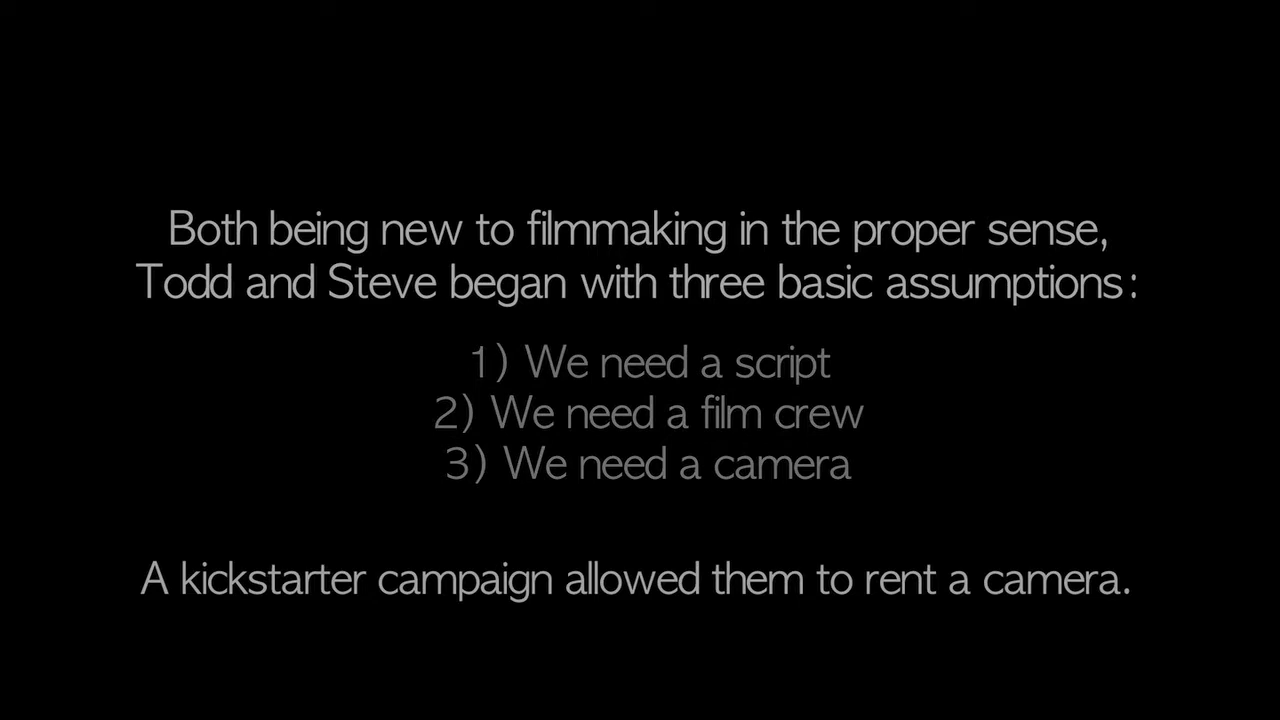 Both being new to filmmaking in the proper sense,
Todd and Steve began with three basic assumptions:
1) We need a script
2) We need a film crew
3) We need a camera
A kickstarter campaign allowed them to rent a camera.